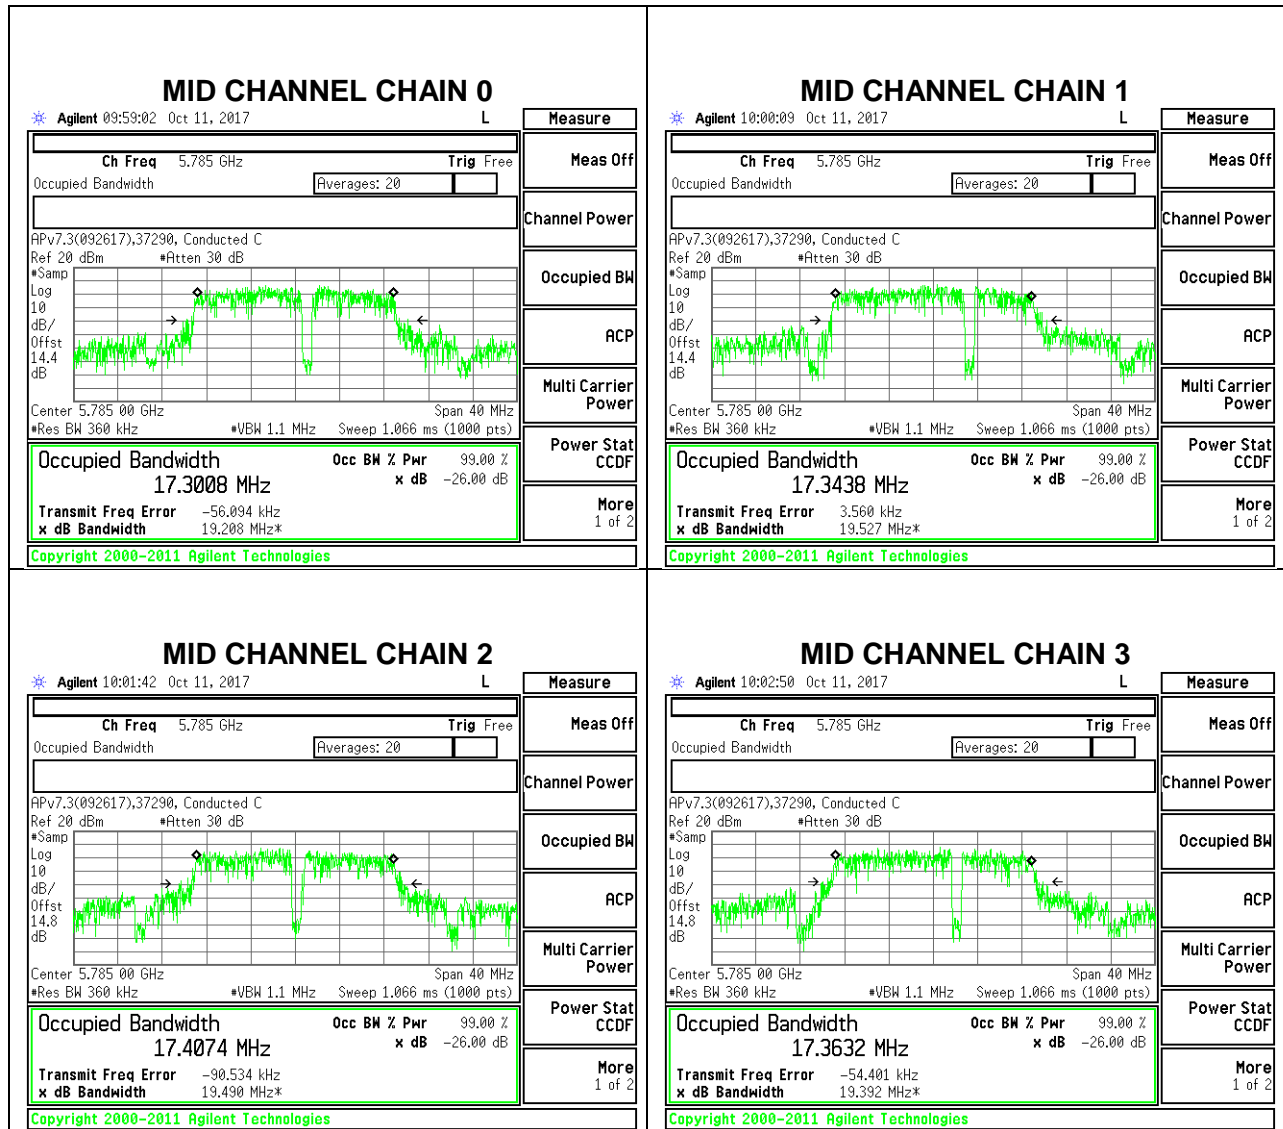 MID CHANNEL CHAIN 0
Agilent 09:59:02 Oct 11, 2017 L Measure
Ch Freq 5.785 GHz Trig Free
Occupied Bandwidth Averages: 20
Meas Off
Channel Power
APv7.3(092617),37290, Conducted C
Ref 20 dBm #Atten 30 dB
#Samp
Log
10
dB/
Offst
14.4
dB
Occupied BW
ACP
Multi Carrier
Power
Center 5.785 00 GHz Span 40 MHz
#Res BW 360 kHz #VBW 1.1 MHz Sweep 1.066 ms (1000 pts)
Power Stat
CCDF
Occupied Bandwidth Occ BW % Pwr 99.00 %
17.3008 MHz x dB -26.00 dB
Transmit Freq Error -56.094 kHz
x dB Bandwidth 19.208 MHz*
More
1 of 2
Copyright 2000-2011 Agilent Technologies
MID CHANNEL CHAIN 1
Agilent 10:00:09 Oct 11, 2017 L Measure
Ch Freq 5.785 GHz Trig Free
Occupied Bandwidth Averages: 20
Meas Off
Channel Power
APv7.3(092617),37290, Conducted C
Ref 20 dBm #Atten 30 dB
#Samp
Log
10
dB/
Offst
14.4
dB
Occupied BW
ACP
Multi Carrier
Power
Center 5.785 00 GHz Span 40 MHz
#Res BW 360 kHz #VBW 1.1 MHz Sweep 1.066 ms (1000 pts)
Power Stat
CCDF
Occupied Bandwidth Occ BW % Pwr 99.00 %
17.3438 MHz x dB -26.00 dB
Transmit Freq Error 3.560 kHz
x dB Bandwidth 19.527 MHz*
More
1 of 2
Copyright 2000-2011 Agilent Technologies
MID CHANNEL CHAIN 2
Agilent 10:01:42 Oct 11, 2017 L Measure
Ch Freq 5.785 GHz Trig Free
Occupied Bandwidth Averages: 20
Meas Off
Channel Power
APv7.3(092617),37290, Conducted C
Ref 20 dBm #Atten 30 dB
#Samp
Log
10
dB/
Offst
14.8
dB
Occupied BW
ACP
Multi Carrier
Power
Center 5.785 00 GHz Span 40 MHz
#Res BW 360 kHz #VBW 1.1 MHz Sweep 1.066 ms (1000 pts)
Power Stat
CCDF
Occupied Bandwidth Occ BW % Pwr 99.00 %
17.4074 MHz x dB -26.00 dB
Transmit Freq Error -90.534 kHz
x dB Bandwidth 19.490 MHz*
More
1 of 2
Copyright 2000-2011 Agilent Technologies
MID CHANNEL CHAIN 3
Agilent 10:02:50 Oct 11, 2017 L Measure
Ch Freq 5.785 GHz Trig Free
Occupied Bandwidth Averages: 20
Meas Off
Channel Power
APv7.3(092617),37290, Conducted C
Ref 20 dBm #Atten 30 dB
#Samp
Log
10
dB/
Offst
14.8
dB
Occupied BW
ACP
Multi Carrier
Power
Center 5.785 00 GHz Span 40 MHz
#Res BW 360 kHz #VBW 1.1 MHz Sweep 1.066 ms (1000 pts)
Power Stat
CCDF
Occupied Bandwidth Occ BW % Pwr 99.00 %
17.3632 MHz x dB -26.00 dB
Transmit Freq Error -54.401 kHz
x dB Bandwidth 19.392 MHz*
More
1 of 2
Copyright 2000-2011 Agilent Technologies